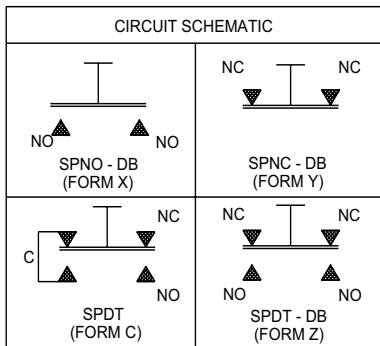 CIRCUIT SCHEMATIC
NO
NO
SPNO - DB
(FORM X)
NC
NC
SPNC - DB
(FORM Y)
NC
C
NO
SPDT
(FORM C)
NC
NC
NO
NO
SPDT - DB
(FORM Z)